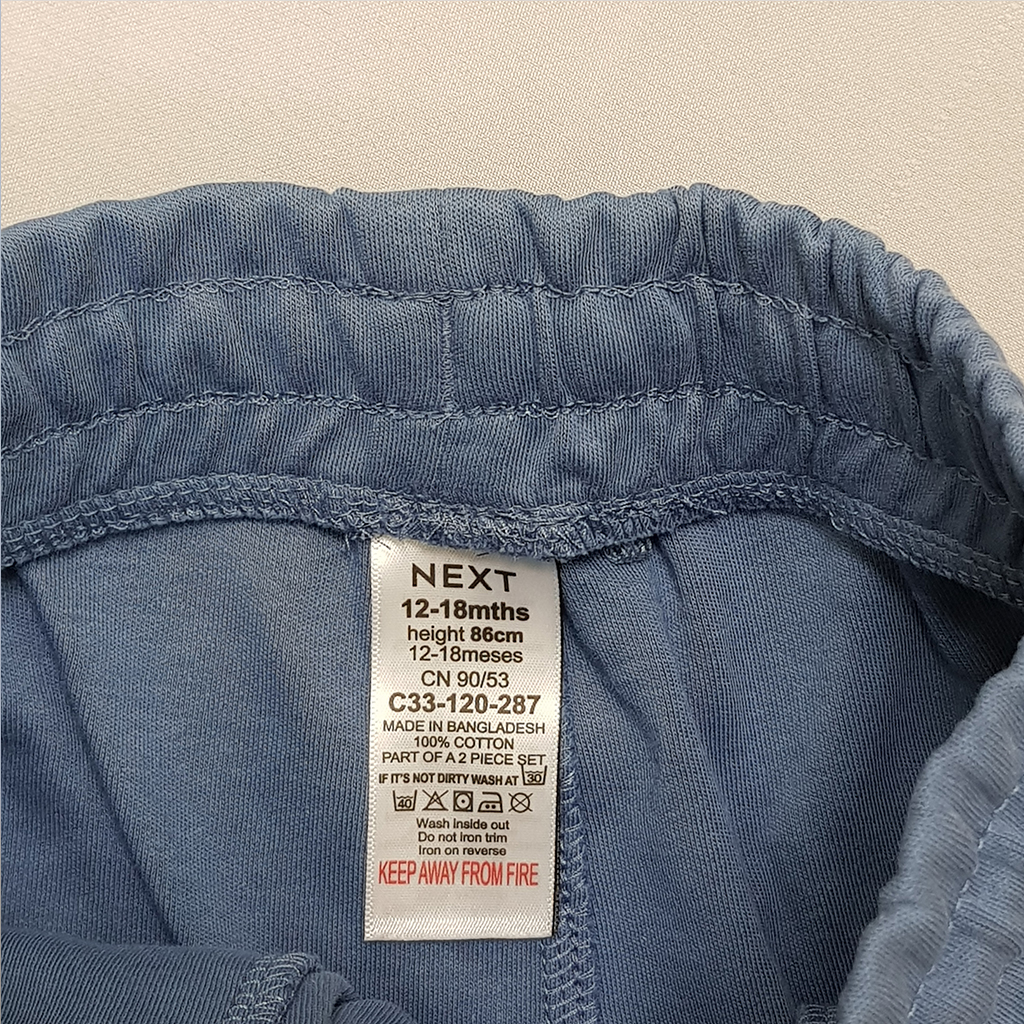 NEXT
12-18mths
height 86cm
12-18meses
CN 90/53
C33-120-287
MADE IN BANGLADESH
100% COTTON
PART OF A 2 PIECE SET
IF IT'S NOT DIRTY WASH AT 30
40
Wash inside out
Do not iron trim
Iron on reverse
KEEP AWAY FROM FIRE